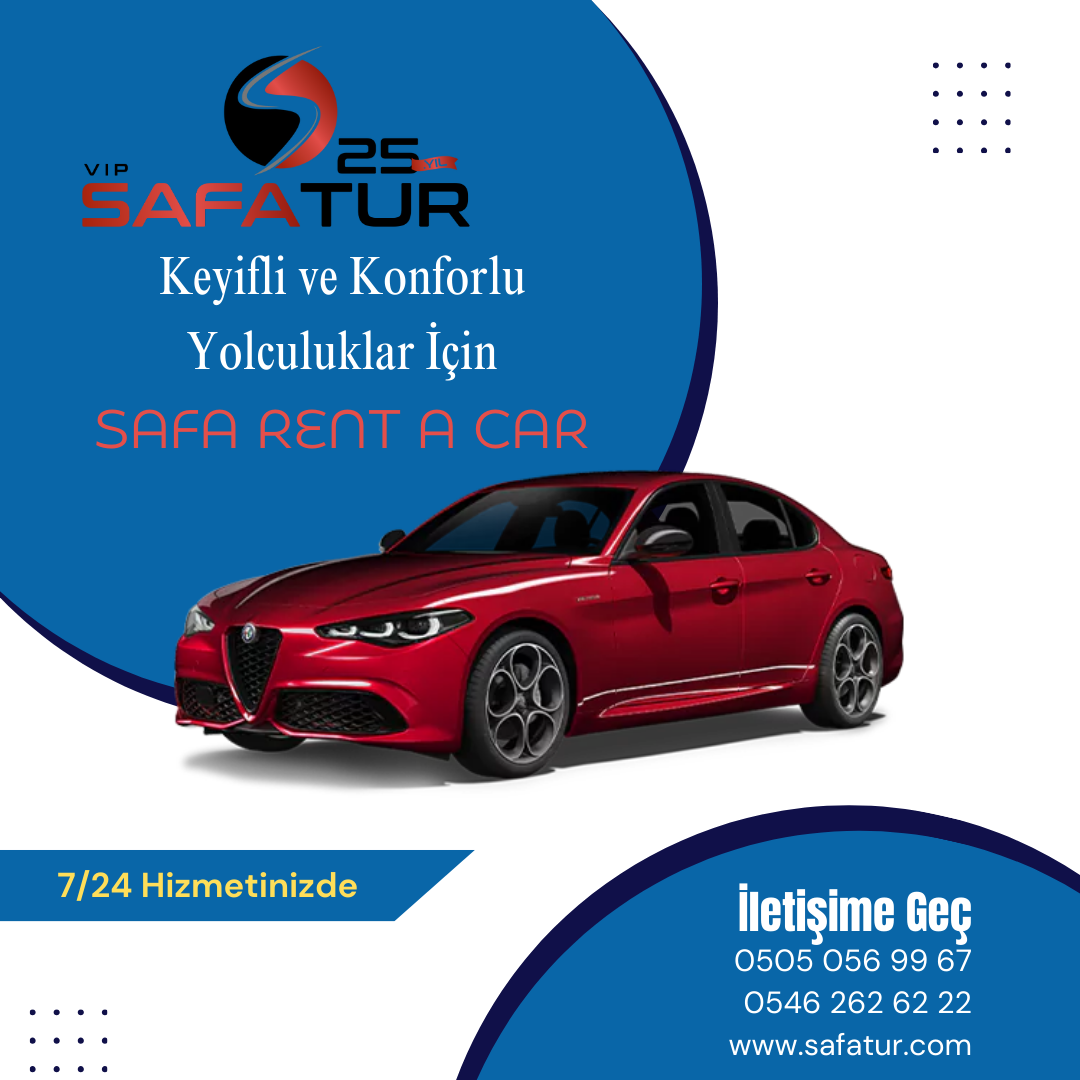 VIP
25
YIL
SAFATUR
Keyifli ve Konforlu
Yolculuklar İçin
SAFA RENT A CAR
7/24 Hizmetinizde
İletişime Geç
0505 056 99 67
0546 262 62 22
www.safatur.com